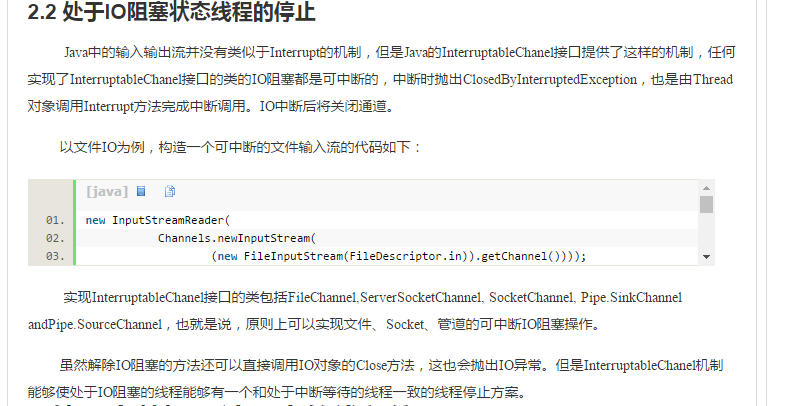 2.2 处于IO阻塞状态线程的停止
Java中的输入输出流并没有类似于Interrupt的机制，但是Java的InterruptableChanel接口提供了这样的机制，任何
实现了InterruptableChanel接口的类的IO阻塞都是可中断的，中断时抛出ClosedByInterruptedException，也是由Thread
对象调用Interrupt方法完成中断调用。IO中断后将关闭通道。
以文件IO为例，构造一个可中断的文件输入流的代码如下：
[java]
01. new InputStreamReader(
02. Channels.newInputStream(
03. (new FileInputStream(FileDescriptor.in)).getChannel())));
实现InterruptableChanel接口的类包括FileChannel,ServerSocketChannel, SocketChannel, Pipe.SinkChannel
andPipe.SourceChannel，也就是说，原则上可以实现文件、Socket、管道的可中断IO阻塞操作。
虽然解除IO阻塞的方法还可以直接调用IO对象的Close方法，这也会抛出IO异常。但是InterruptableChanel机制
能够使处于IO阻塞的线程能够有一个和处于中断等待的线程一致的线程停止方案。